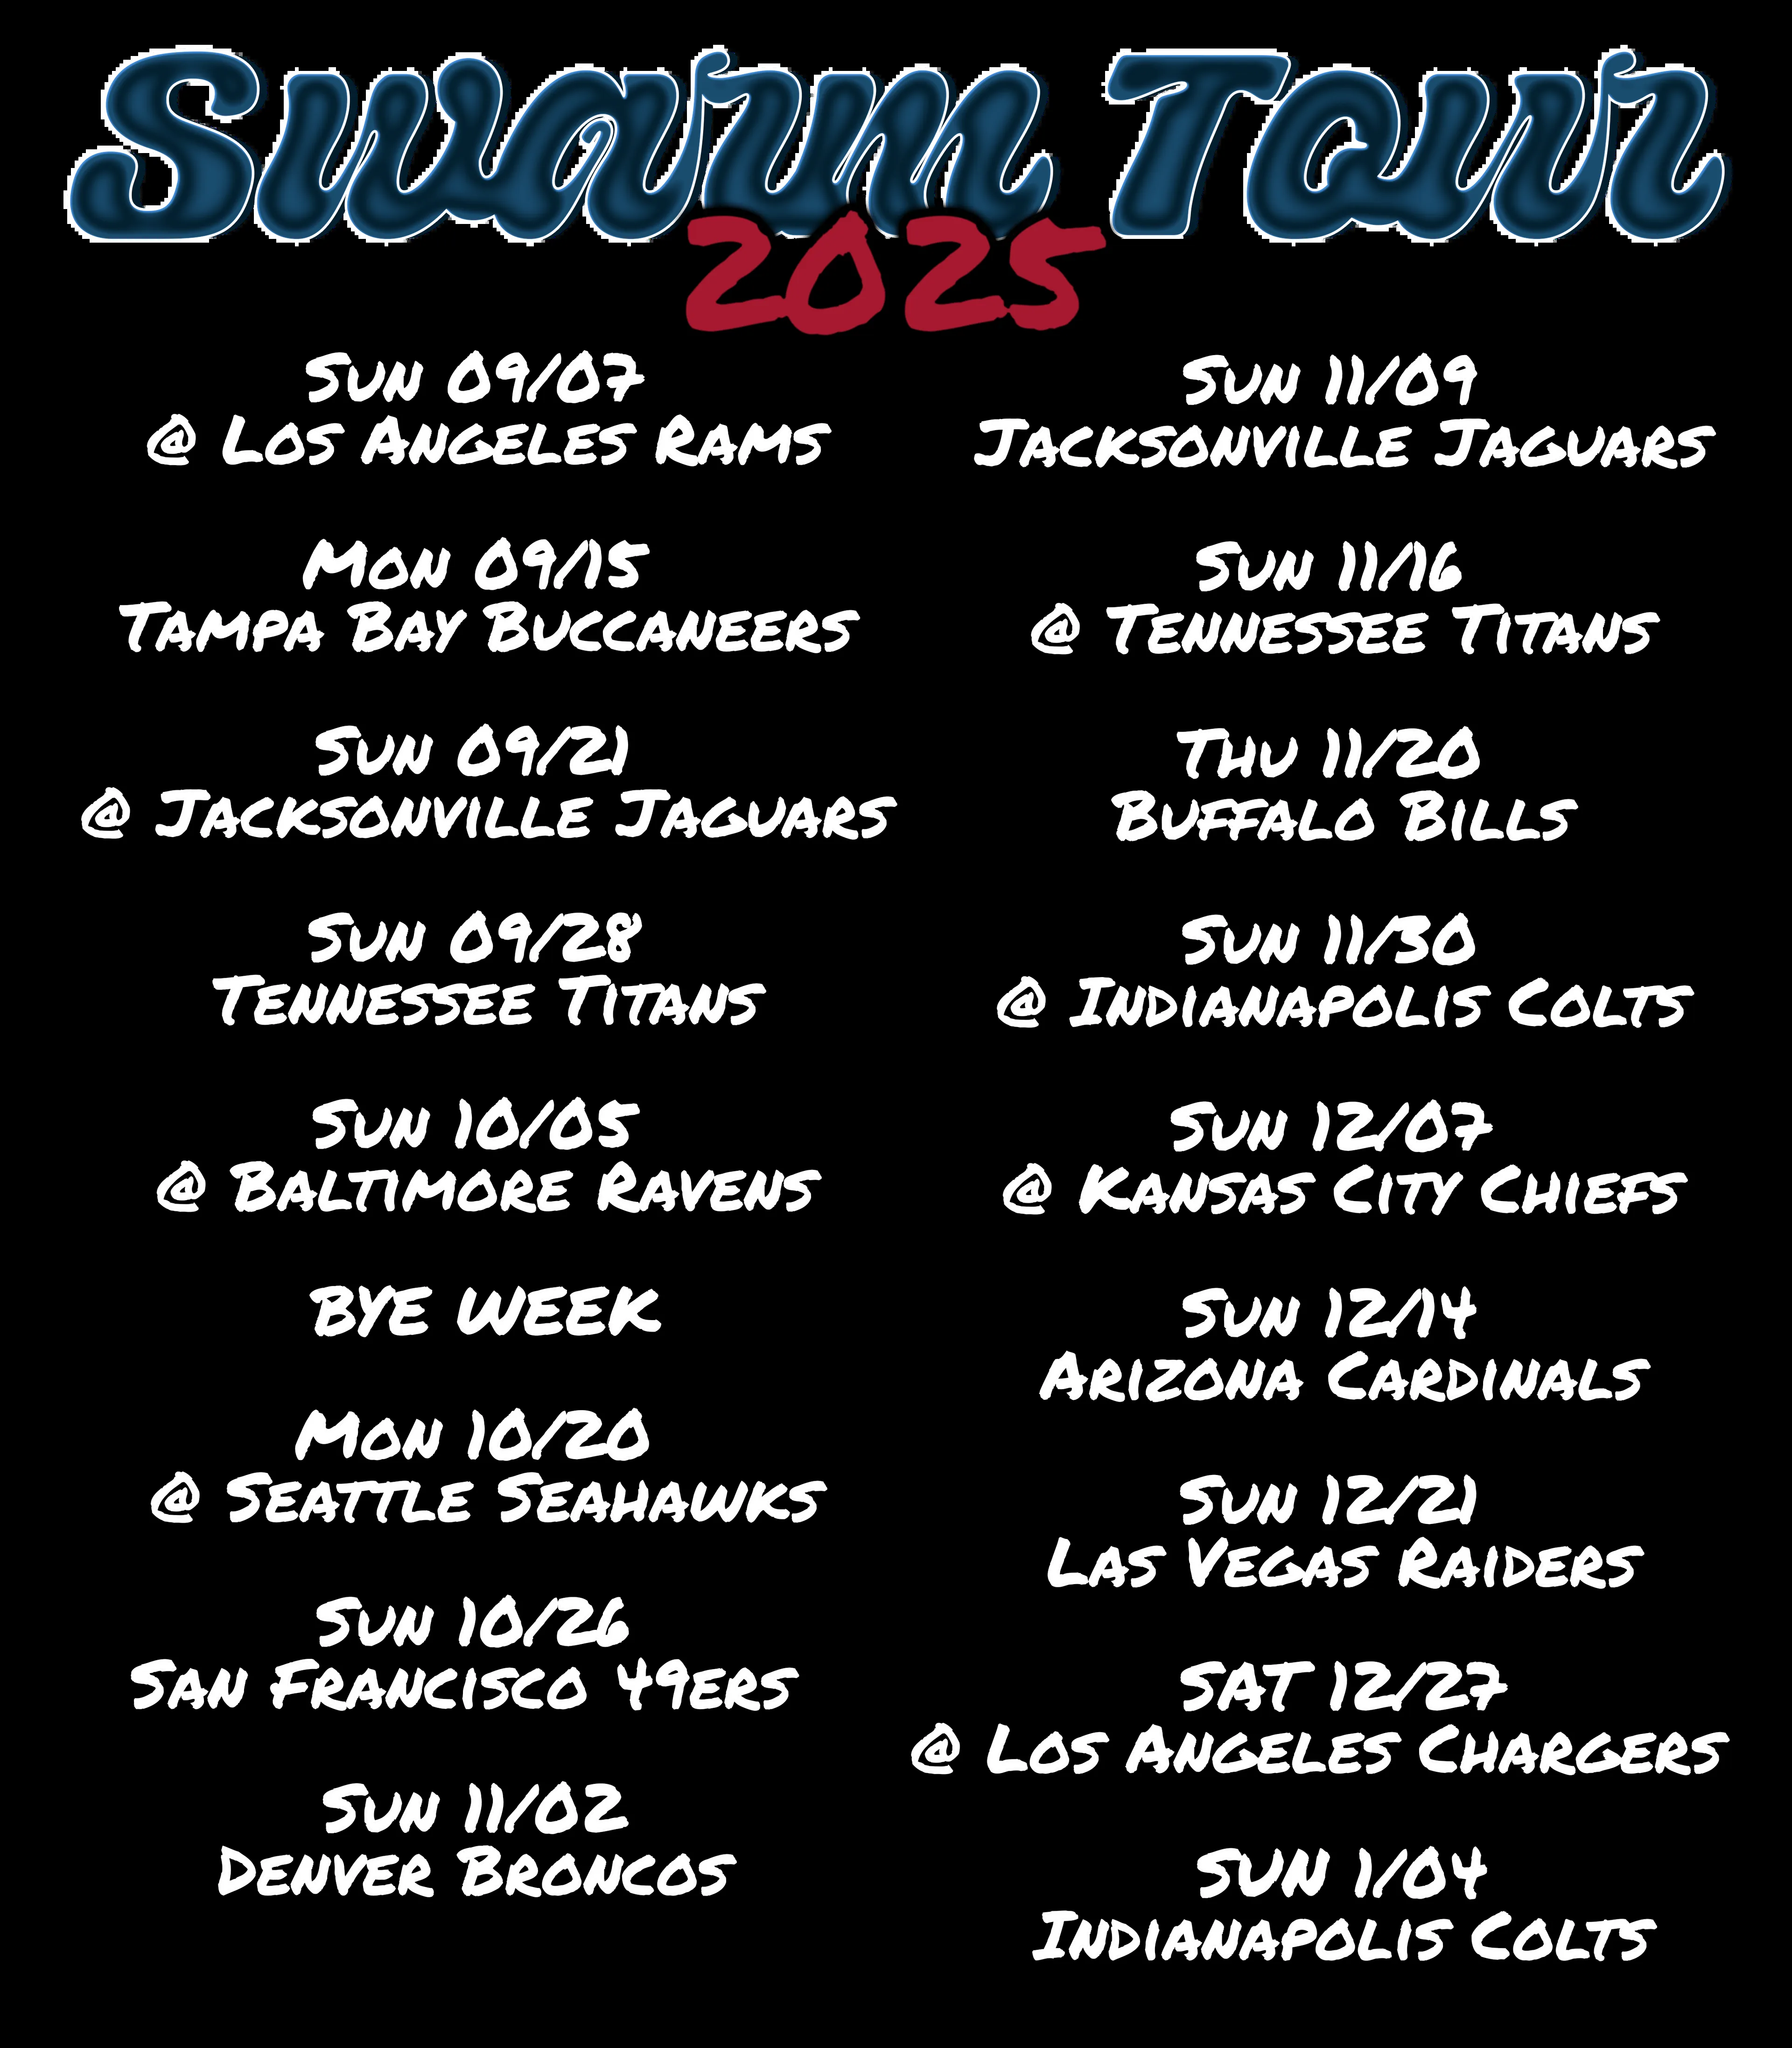 Swarm Tour
2025
Sun 09/07
@ Los Angeles Rams
Mon 09/15
Tampa Bay Buccaneers
Sun 09/21
@ Jacksonville Jaguars
Sun 09/28
Tennessee Titans
Sun 10/05
@ Baltimore Ravens
BYE WEEK
Mon 10/20
@ Seattle Seahawks
Sun 10/26
San Francisco 49ers
Sun 11/02
Denver Broncos
Sun 11/09
Jacksonville Jaguars
Sun 11/16
@ Tennessee Titans
Thu 11/20
Buffalo Bills
Sun 11/30
@ Indianapolis Colts
Sun 12/07
@ Kansas City Chiefs
Sun 12/14
Arizona Cardinals
Sun 12/21
Las Vegas Raiders
SAT 12/27
@ Los Angeles Chargers
SUN 1/04
Indianapolis Colts